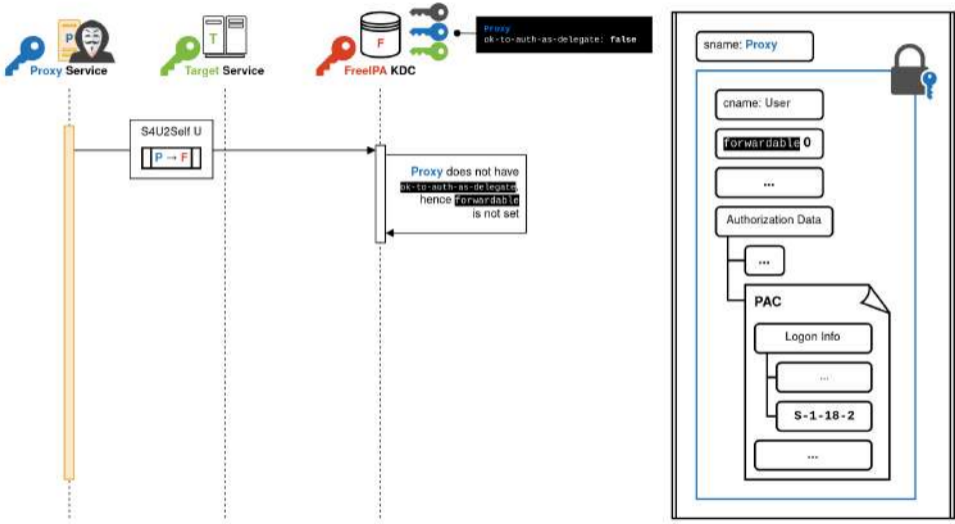 P
T
F
Proxy Service
Target Service
FreeIPA KDC
Proxy
ok-to-auth-as-delegate: false
S4U2Self U
P → F
Proxy does not have
ok-to-auth-as-delegate,
hence forwardable
is not set
sname: Proxy
cname: User
forwardable 0
...
Authorization Data
...
PAC
Logon Info
...
S-1-18-2
...